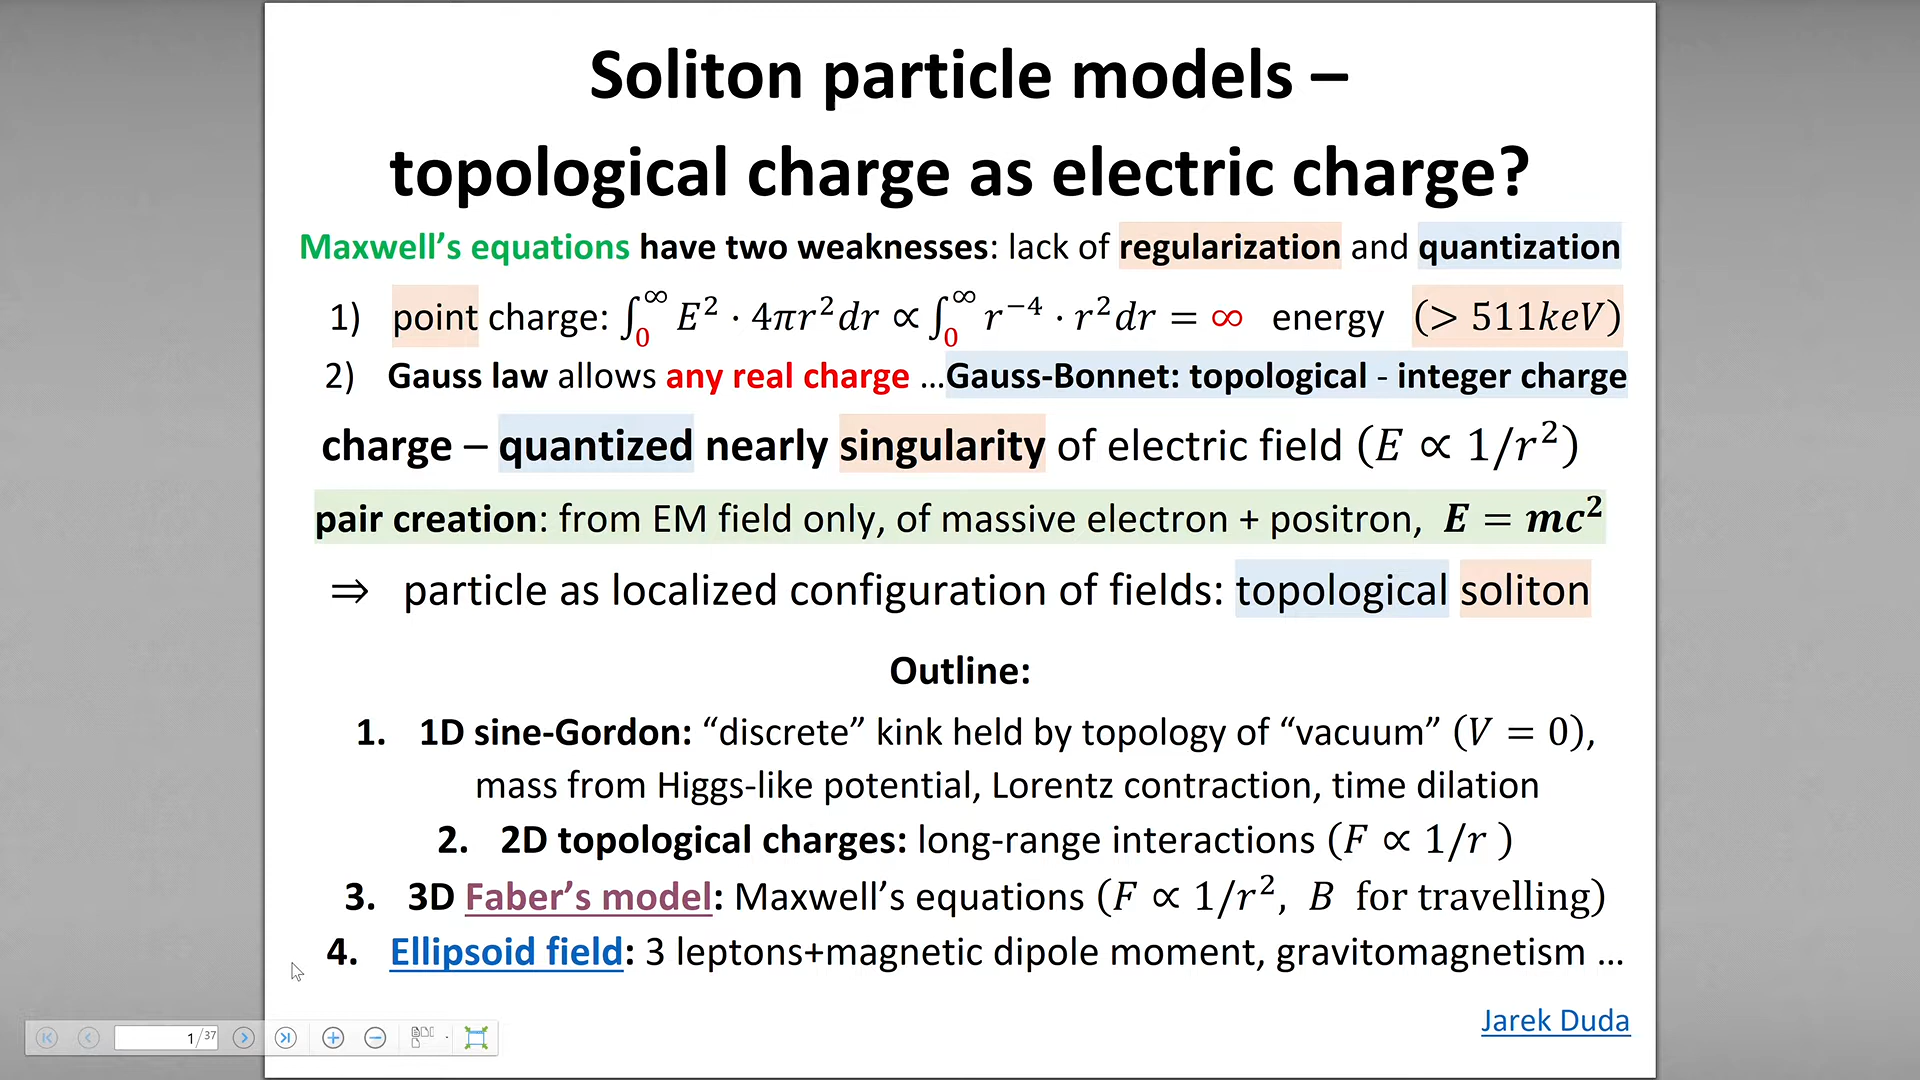 Soliton particle models –
topological charge as electric charge?
Maxwell’s equations have two weaknesses: lack of regularization and quantization
1) point charge: ∫₀^∞ E² · 4πr²dr ∝ ∫₀^∞ r⁻⁴ · r²dr = ∞ energy (> 511keV)
2) Gauss law allows any real charge ...Gauss-Bonnet: topological - integer charge
charge – quantized nearly singularity of electric field (E ∝ 1/r²)
pair creation: from EM field only, of massive electron + positron, E = mc²
⇒ particle as localized configuration of fields: topological soliton
Outline:
1. 1D sine-Gordon: “discrete” kink held by topology of “vacuum” (V = 0),
mass from Higgs-like potential, Lorentz contraction, time dilation
2. 2D topological charges: long-range interactions (F ∝ 1/r )
3. 3D Faber’s model: Maxwell’s equations (F ∝ 1/r², B for travelling)
4. Ellipsoid field: 3 leptons+magnetic dipole moment, gravitomagnetism ...
Jarek Duda
1/37